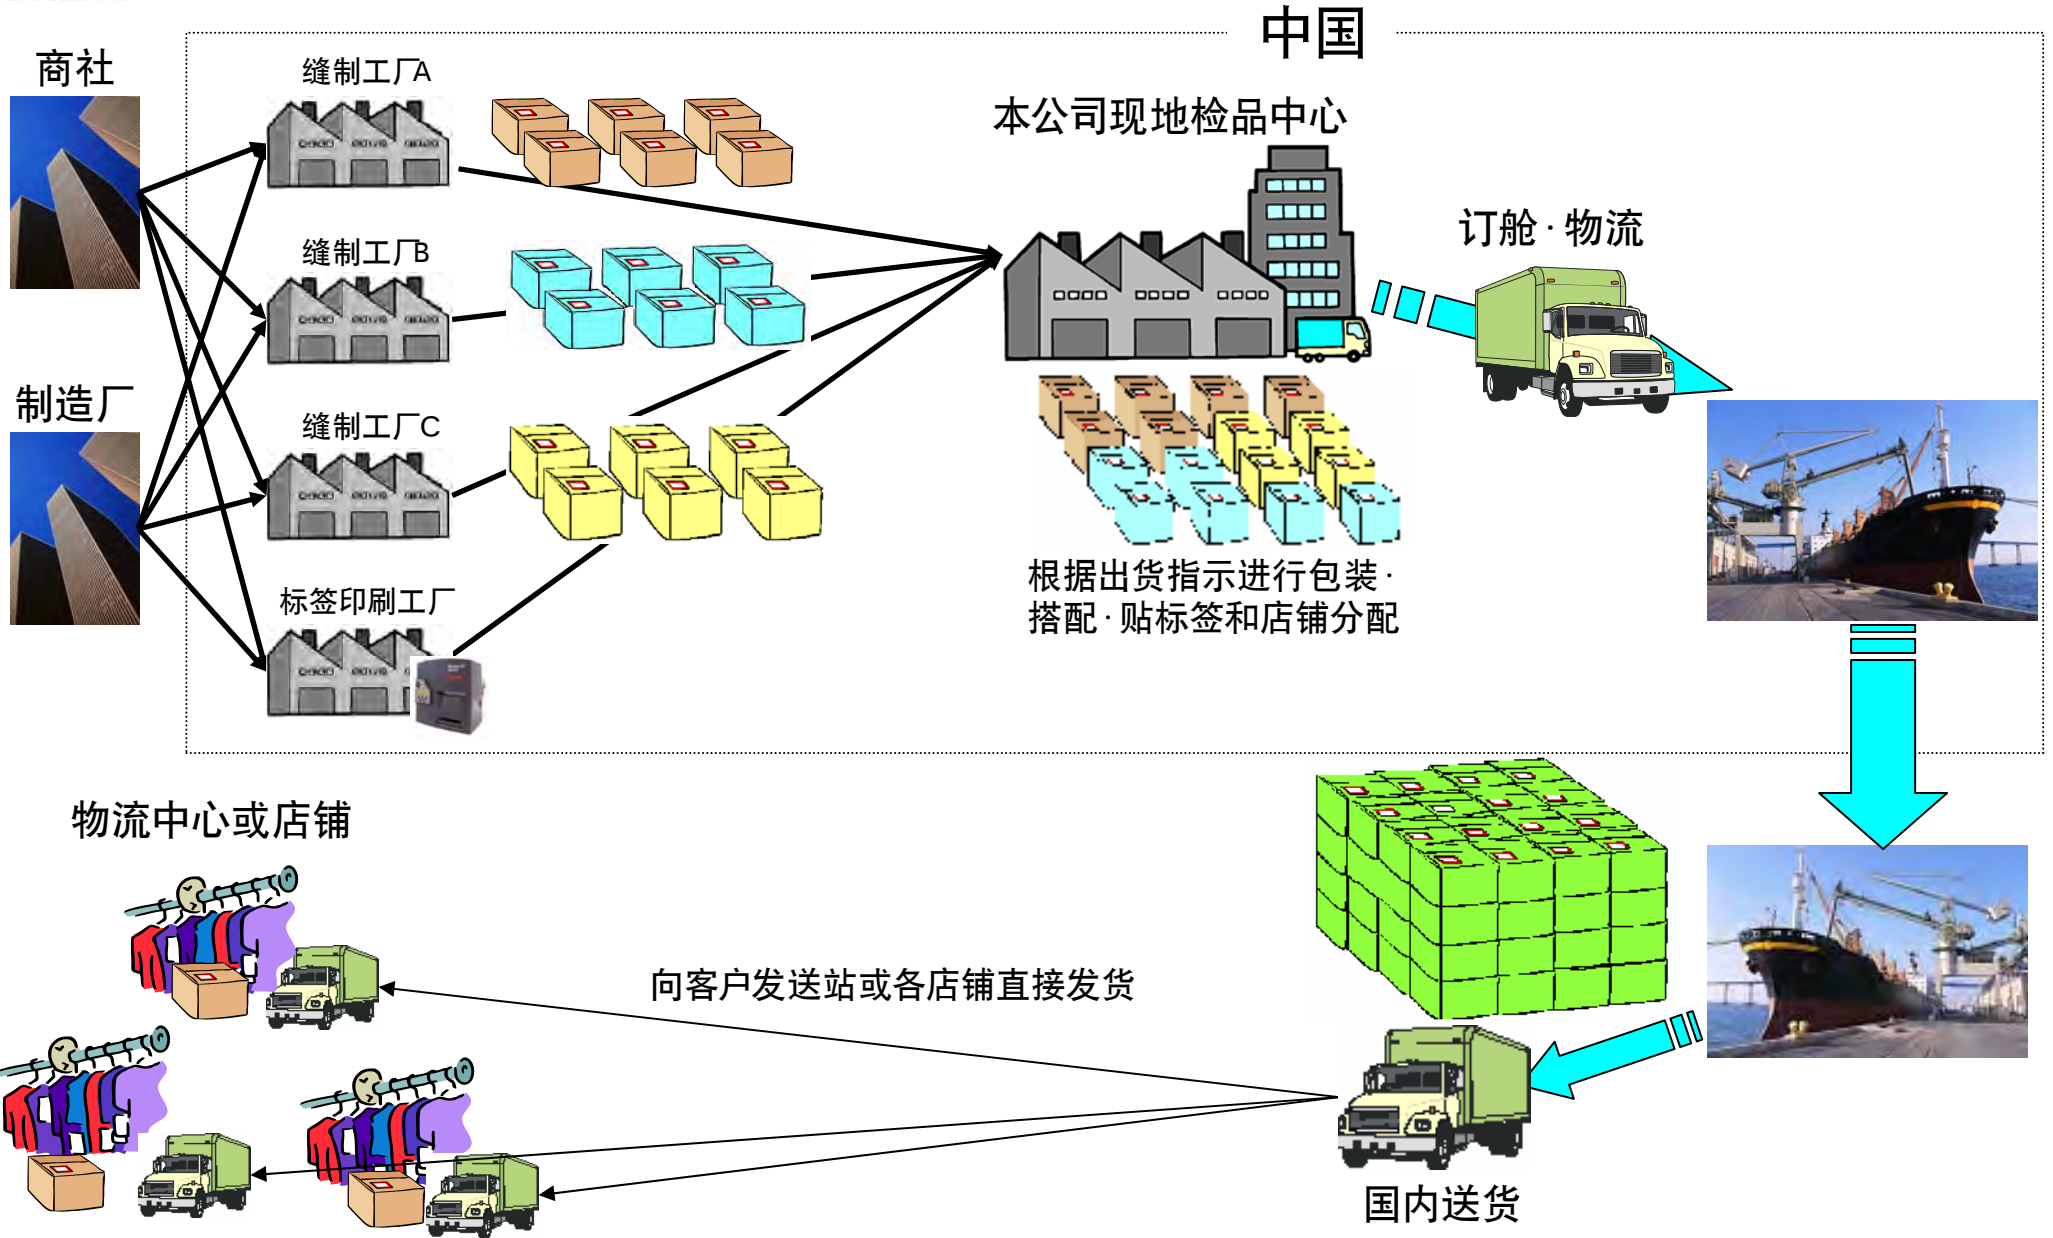 中国
商社
缝制工厂A
本公司现地检品中心
订舱·物流
缝制工厂B
制造厂
缝制工厂C
根据出货指示进行包装·
搭配·贴标签和店铺分配
标签印刷工厂
物流中心或店铺
向客户发送站或各店铺直接发货
国内送货